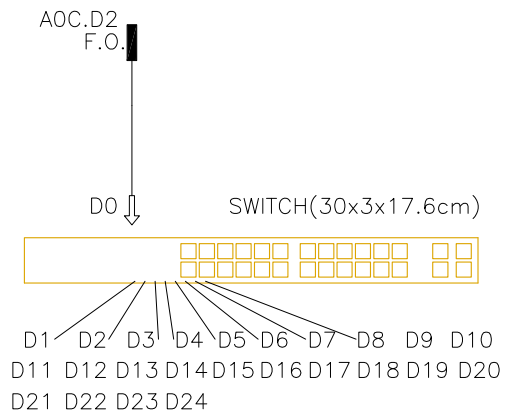 AOC.D2
F.O.
D0
SWITCH(30x3x17.6cm)
D1 D2 D3 D4 D5 D6 D7 D8 D9 D10
D11 D12 D13 D14 D15 D16 D17 D18 D19 D20
D21 D22 D23 D24